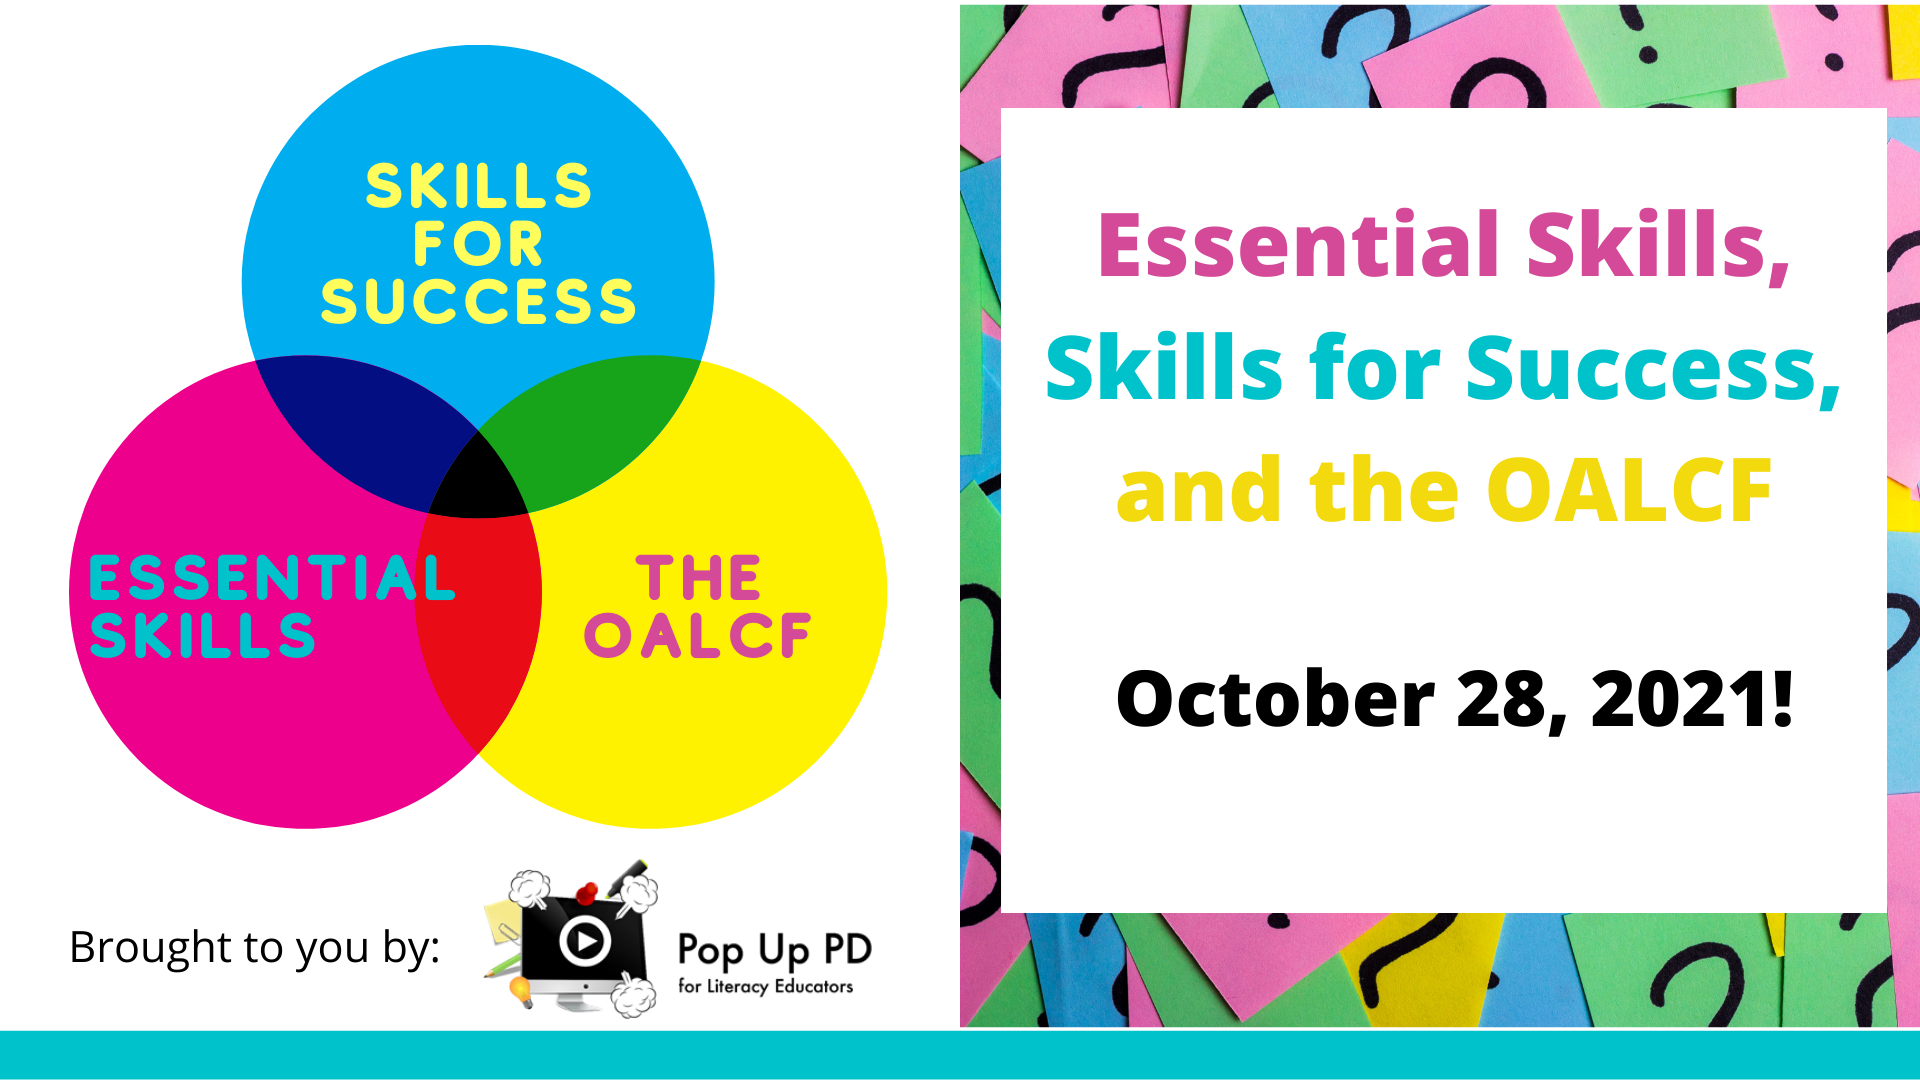 SKILLS
FOR
SUCCESS
ESSENTIAL
SKILLS
THE
OALCF
Brought to you by:
Pop Up PD
for Literacy Educators
Essential Skills,
Skills for Success,
and the OALCF
October 28, 2021!